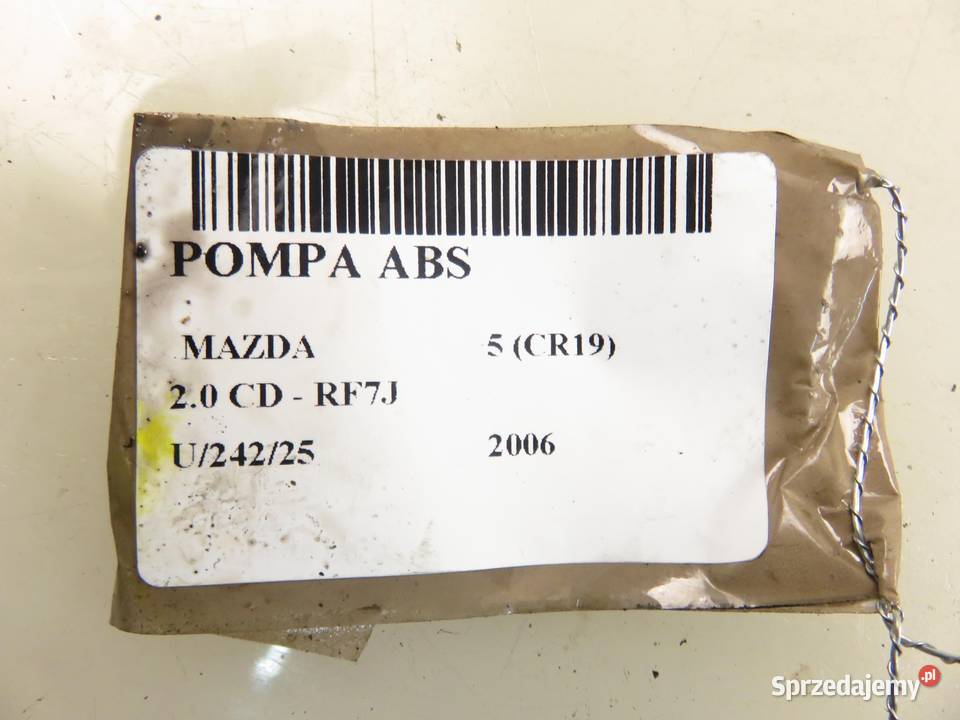 POMPA ABS
MAZDA 5 (CR19)
2.0 CD - RF7J
U/242/25 2006
Sprzedajemy.pl